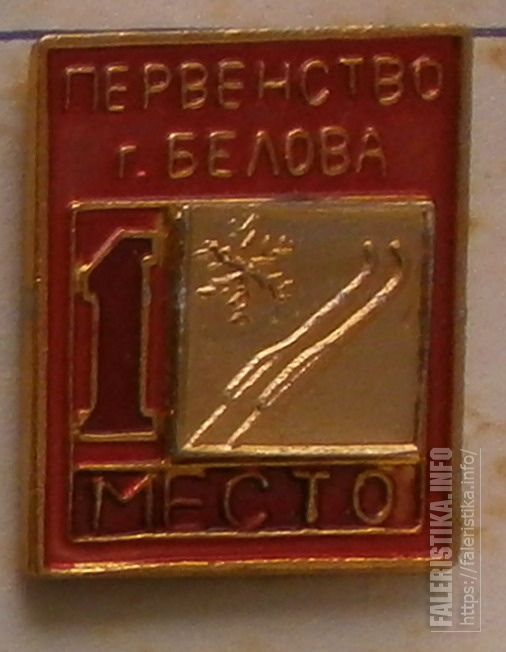 ПЕРВЕНСТВО
г. БЕЛОВА
1
МЕСТО
FALERISTIKA.INFO
https://faleristika.info/